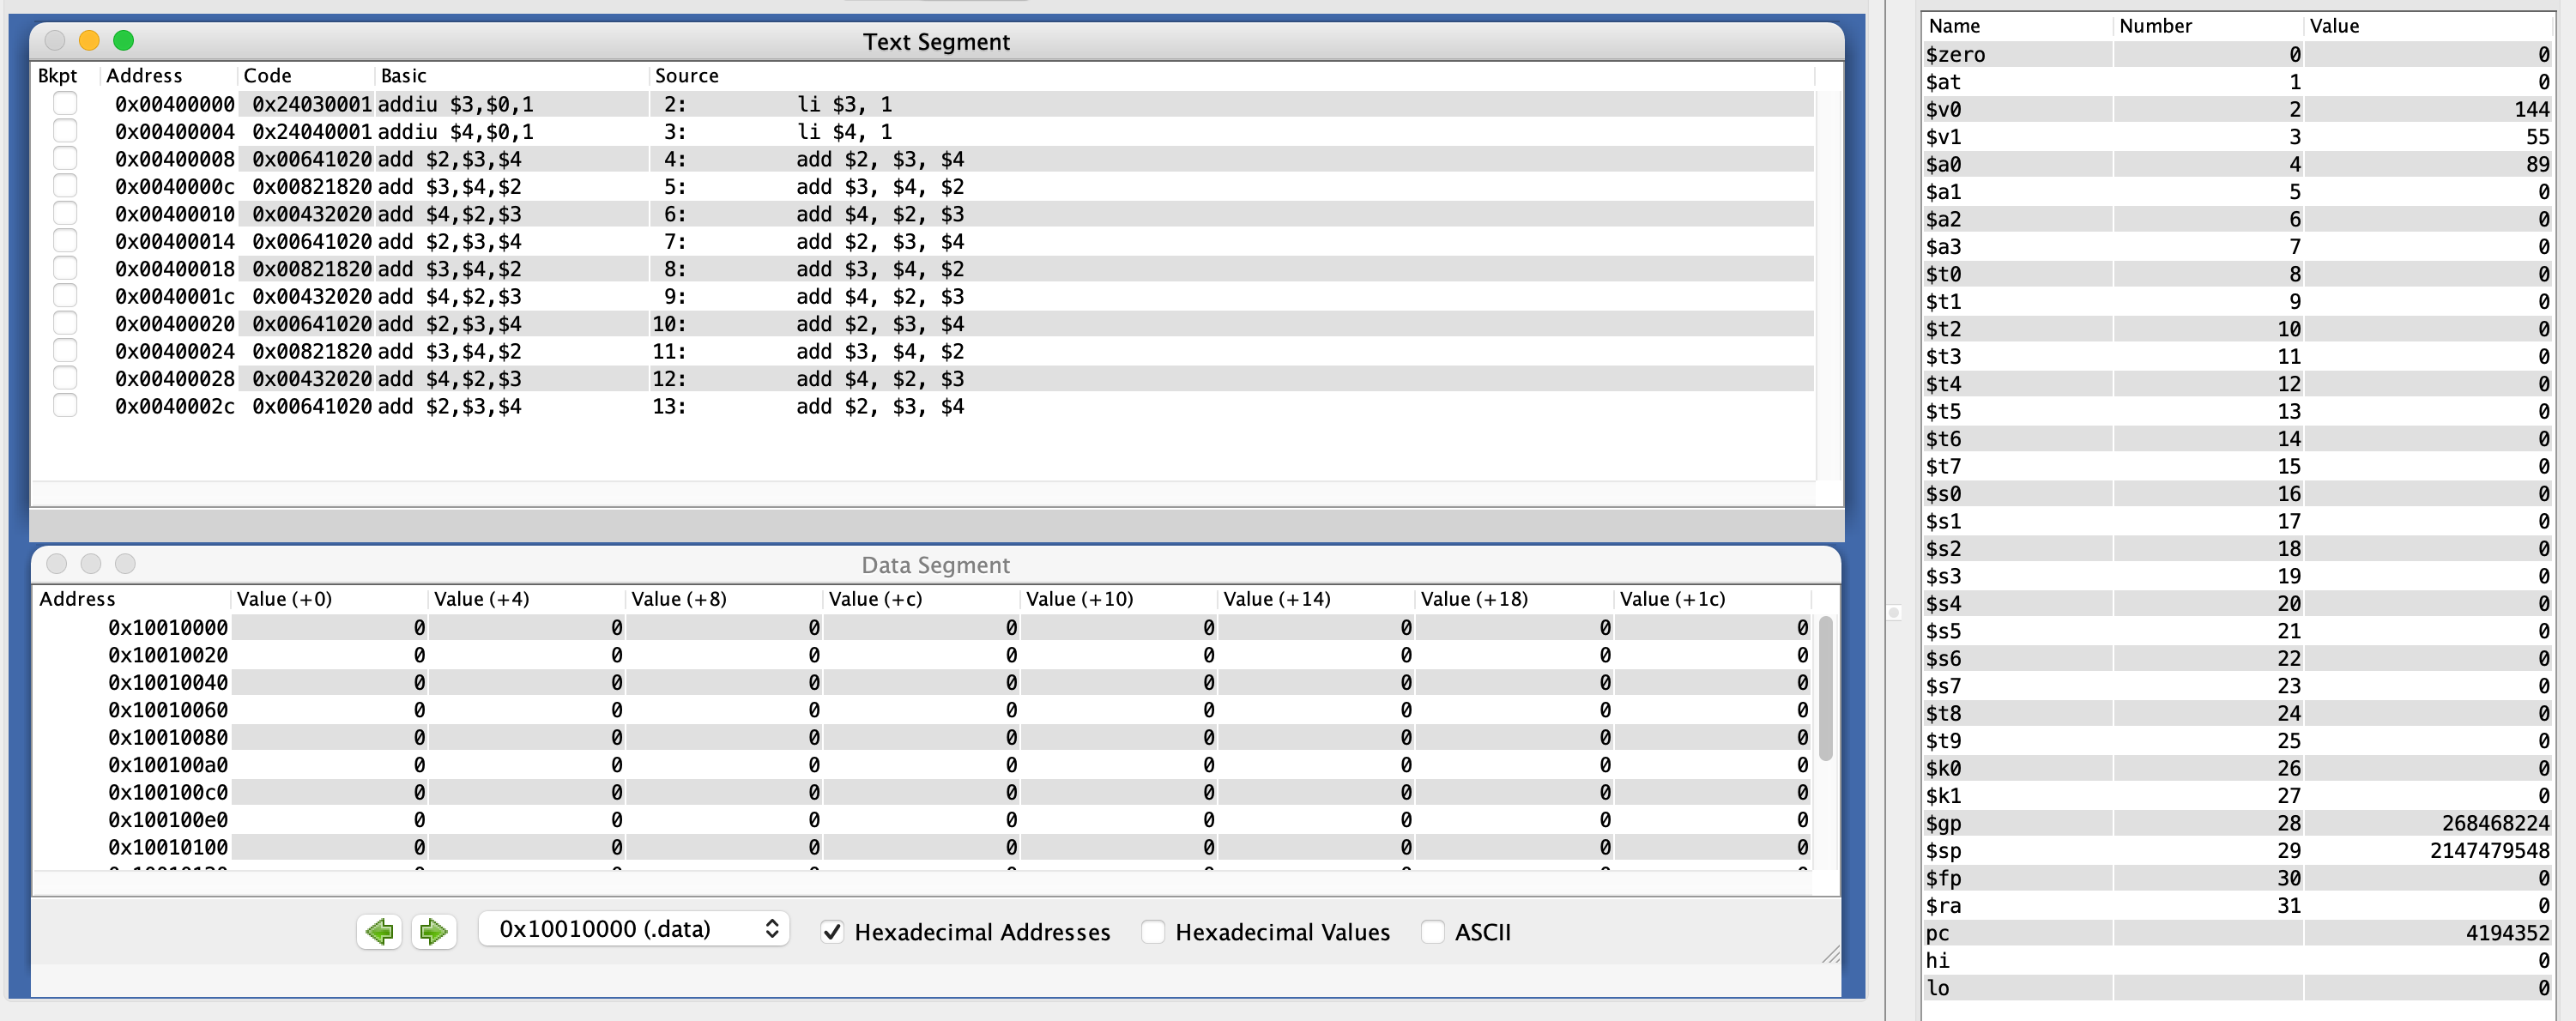 Text Segment
Bkpt Address Code Basic Source
0x00400000 0x24030001 addiu $3,$0,1 2: li $3, 1
0x00400004 0x24040001 addiu $4,$0,1 3: li $4, 1
0x00400008 0x00641020 add $2,$3,$4 4: add $2, $3, $4
0x0040000c 0x00821820 add $3,$4,$2 5: add $3, $4, $2
0x00400010 0x00432020 add $4,$2,$3 6: add $4, $2, $3
0x00400014 0x00641020 add $2,$3,$4 7: add $2, $3, $4
0x00400018 0x00821820 add $3,$4,$2 8: add $3, $4, $2
0x0040001c 0x00432020 add $4,$2,$3 9: add $4, $2, $3
0x00400020 0x00641020 add $2,$3,$4 10: add $2, $3, $4
0x00400024 0x00821820 add $3,$4,$2 11: add $3, $4, $2
0x00400028 0x00432020 add $4,$2,$3 12: add $4, $2, $3
0x0040002c 0x00641020 add $2,$3,$4 13: add $2, $3, $4
Data Segment
Address Value (+0) Value (+4) Value (+8) Value (+c) Value (+10) Value (+14) Value (+18) Value (+1c)
0x10010000 0 0 0 0 0 0 0 0
0x10010020 0 0 0 0 0 0 0 0
0x10010040 0 0 0 0 0 0 0 0
0x10010060 0 0 0 0 0 0 0 0
0x10010080 0 0 0 0 0 0 0 0
0x100100a0 0 0 0 0 0 0 0 0
0x100100c0 0 0 0 0 0 0 0 0
0x100100e0 0 0 0 0 0 0 0 0
0x10010100 0 0 0 0 0 0 0 0
0x10010000 (.data) Hexadecimal Addresses Hexadecimal Values ASCII
Name Number Value
$zero 0 0
$at 1 0
$v0 2 144
$v1 3 55
$a0 4 89
$a1 5 0
$a2 6 0
$a3 7 0
$t0 8 0
$t1 9 0
$t2 10 0
$t3 11 0
$t4 12 0
$t5 13 0
$t6 14 0
$t7 15 0
$s0 16 0
$s1 17 0
$s2 18 0
$s3 19 0
$s4 20 0
$s5 21 0
$s6 22 0
$s7 23 0
$t8 24 0
$t9 25 0
$k0 26 0
$k1 27 0
$gp 28 268468224
$sp 29 2147479548
$fp 30 0
$ra 31 0
pc 4194352
hi 0
lo 0